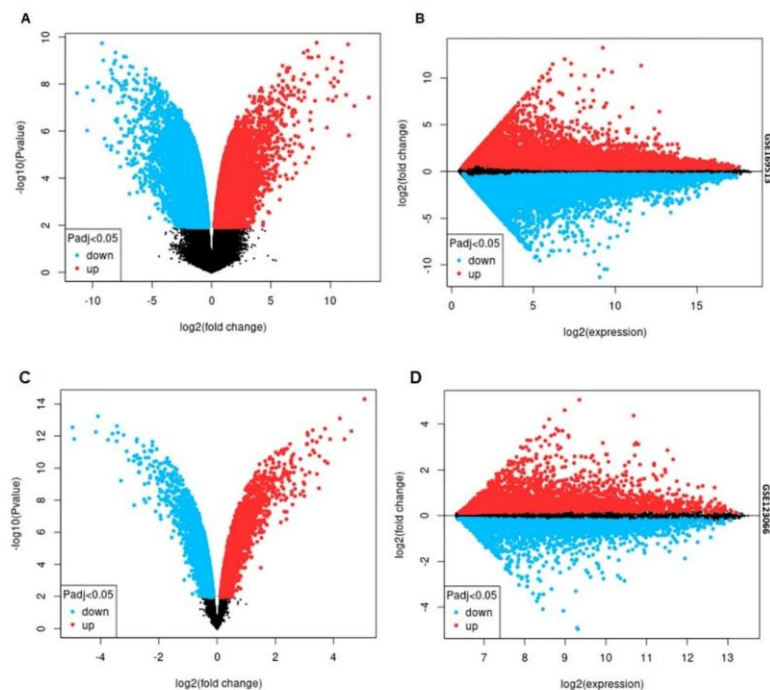 A
10
8
6
4
2
0
-log10(Pvalue)
Padj<0.05
down
up
-10
-5
0
5
10
log2(fold change)
B
10
5
0
-5
-10
log2(fold change)
Padj<0.05
down
up
0
5
10
15
log2(expression)
C
14
12
10
8
6
4
2
0
-log10(Pvalue)
Padj<0.05
down
up
-4
-2
0
2
4
log2(fold change)
D
4
2
0
-2
-4
log2(fold change)
GSE123066
Padj<0.05
down
up
7
8
9
10
11
12
13
log2(expression)